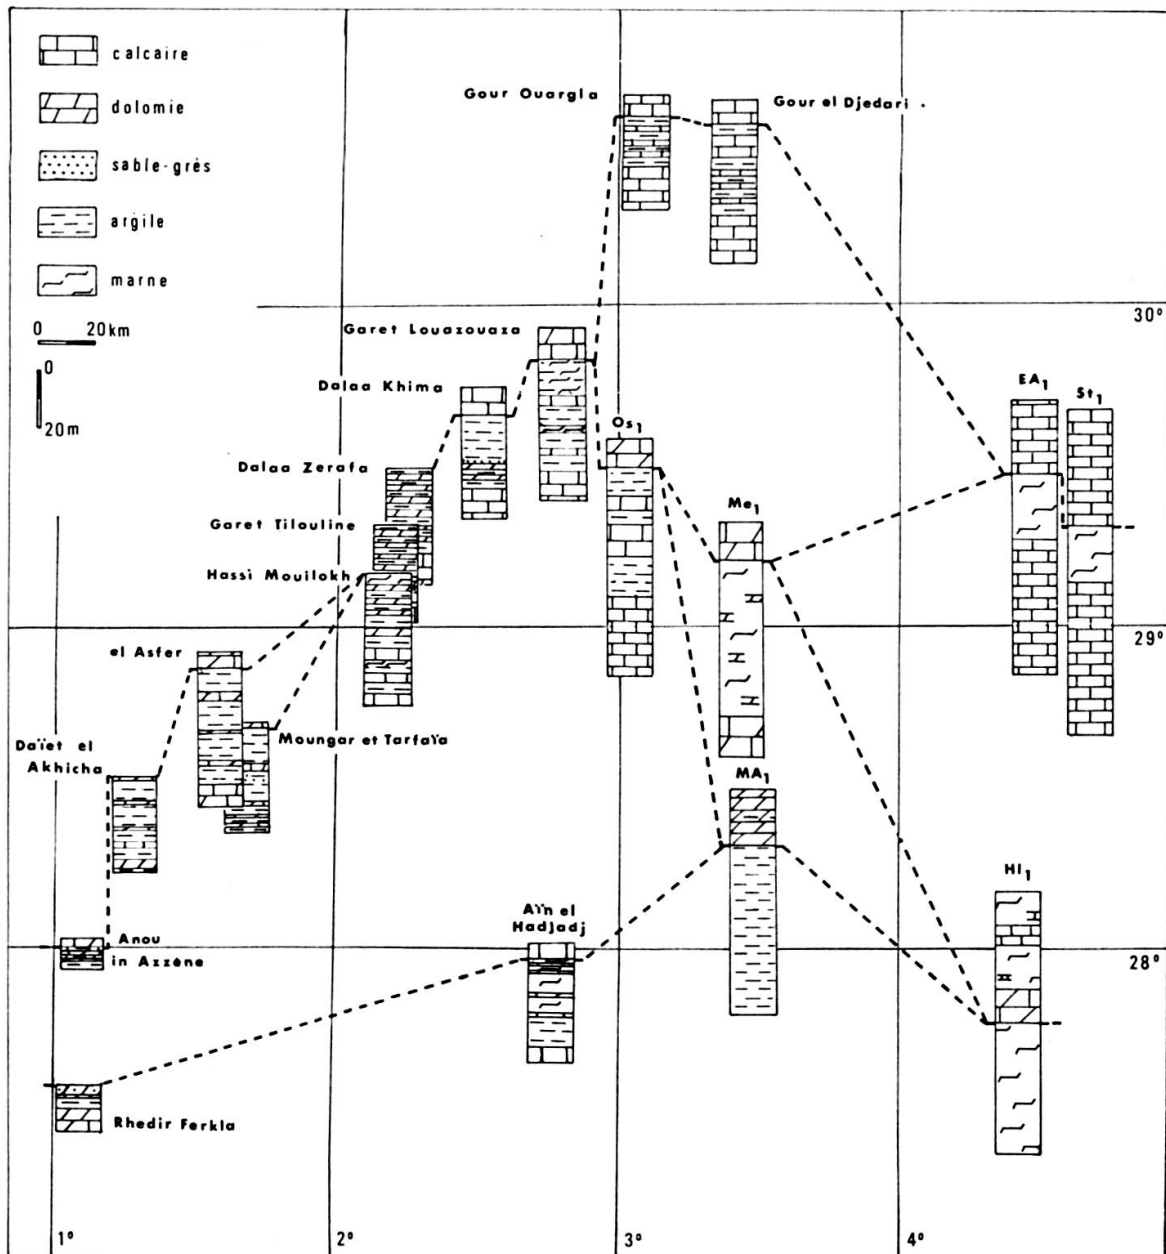 calcaire
dolomie
sable-grès
argile
marne
0 20km
0
20m
Gour Ouargla
Gour el Djedari
30°
Garet Louazouaza
Dalaa Khima
EA1
St1
Os1
Dalaa Zerafa
Me1
Garet Tilouline
Hassi Mouilokh
29°
el Asfer
Moungar et Tarfaïa
Daïet el
Akhicha
MA1
Hl1
Aïn el
Hadjadj
Anou
in Azzène
28°
Rhedir Ferkla
1°
2°
3°
4°